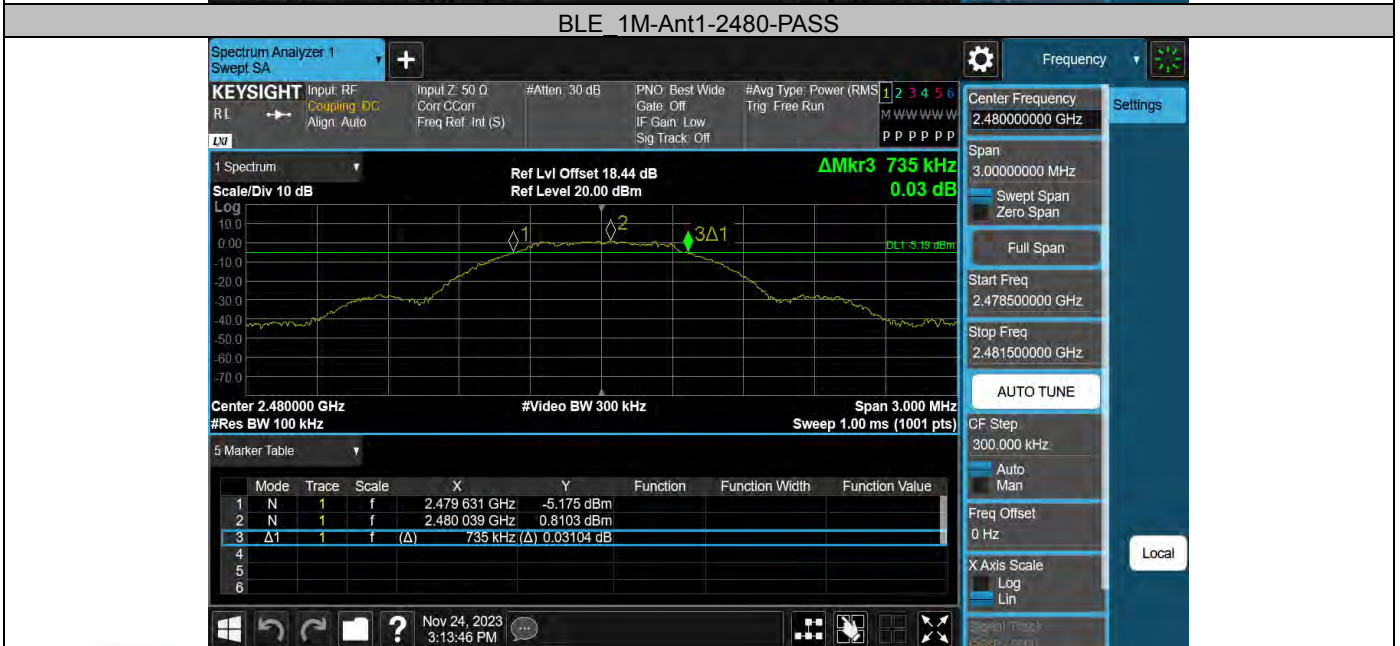 BLE_1M-Ant1-2480-PASS
Spectrum Analyzer 1
Swept SA
+
Frequency
KEYSIGHT Input: RF Input Z: 50 Ω #Atten: 30 dB PNO: Best Wide #Avg Type: Power (RMS 1 2 3 4 5 6
RL Coupling: DC Corr CCorr Gate: Off Trig: Free Run M W W W W W
Align: Auto Freq Ref: Int (S) IF Gain: Low
LXI Sig Track: Off P P P P P P
1 Spectrum
Scale/Div 10 dB
Ref Lvl Offset 18.44 dB
Ref Level 20.00 dBm
ΔMkr3 735 kHz
0.03 dB
Log
10.0
0.00
-10.0
-20.0
-30.0
-40.0
-50.0
-60.0
-70.0
1
2
3Δ1
DL1 -5.19 dBm
Center 2.480000 GHz #Video BW 300 kHz Span 3.000 MHz
#Res BW 100 kHz Sweep 1.00 ms (1001 pts)
5 Marker Table
Mode Trace Scale X Y Function Function Width Function Value
1 N 1 f 2.479 631 GHz -5.175 dBm
2 N 1 f 2.480 039 GHz 0.8103 dBm
3 Δ1 1 f (Δ) 735 kHz (Δ) 0.03104 dB
4
5
6
?
Nov 24, 2023
3:13:46 PM
Center Frequency
2.480000000 GHz
Settings
Span
3.00000000 MHz
Swept Span
Zero Span
Full Span
Start Freq
2.478500000 GHz
Stop Freq
2.481500000 GHz
AUTO TUNE
CF Step
300.000 kHz
Auto
Man
Freq Offset
0 Hz
X Axis Scale
Log
Lin
Local
Signal Track